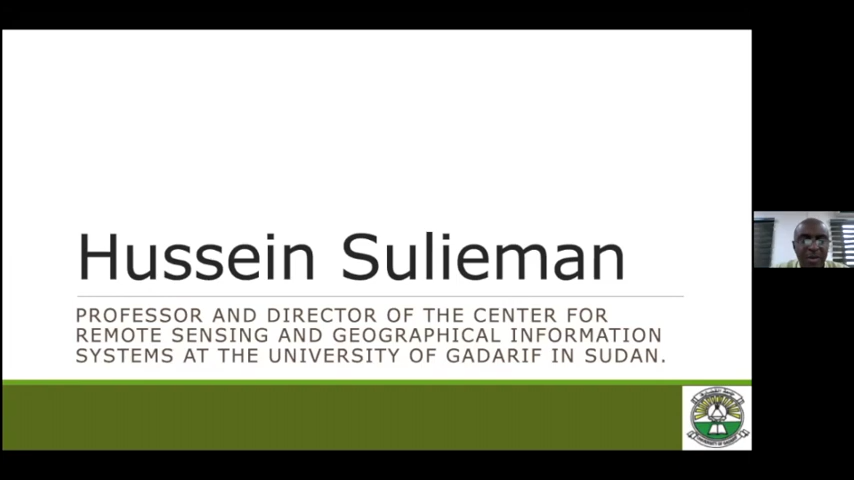 Hussein Sulieman
PROFESSOR AND DIRECTOR OF THE CENTER FOR
REMOTE SENSING AND GEOGRAPHICAL INFORMATION
SYSTEMS AT THE UNIVERSITY OF GADARIF IN SUDAN.